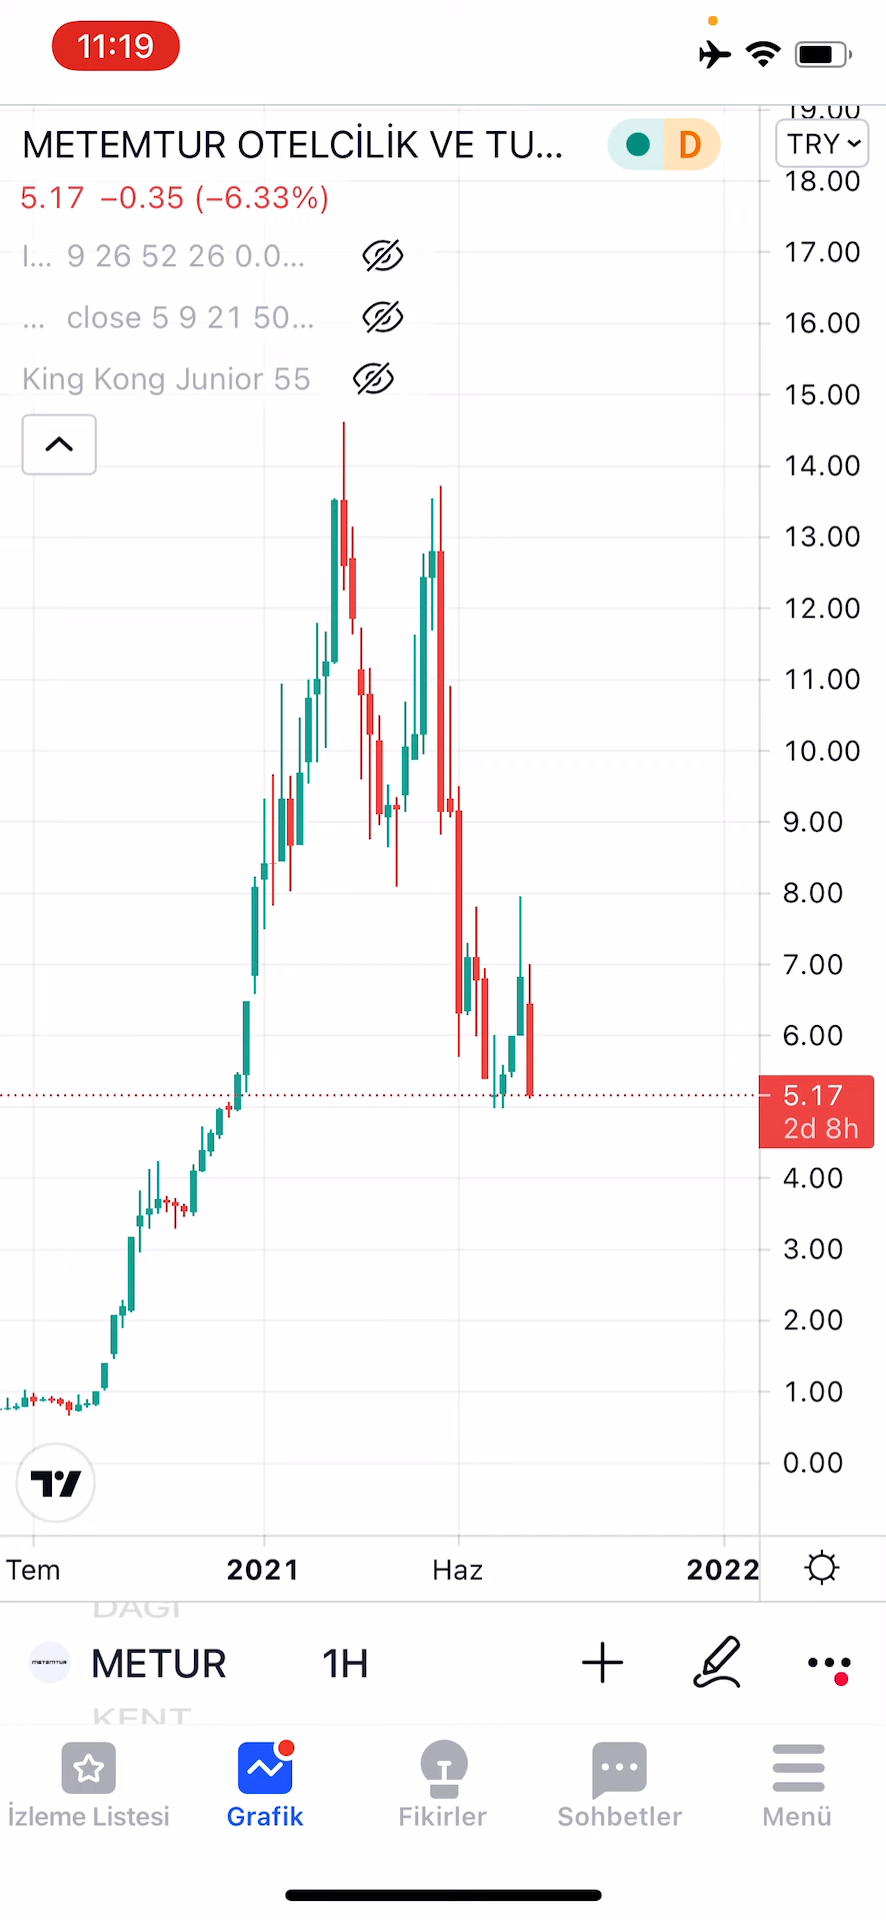 11:19
19.00
METEMTUR OTELCİLİK VE TU...
D
TRY
5.17 −0.35 (−6.33%)
18.00
I... 9 26 52 26 0.0...
17.00
... close 5 9 21 50...
16.00
King Kong Junior 55
15.00
14.00
13.00
12.00
11.00
10.00
9.00
8.00
7.00
6.00
5.17
2d 8h
4.00
3.00
2.00
1.00
0.00
Tem 2021 Haz 2022
DAGI
METEMTUR
METUR 1H
KENT
İzleme Listesi Grafik Fikirler Sohbetler Menü